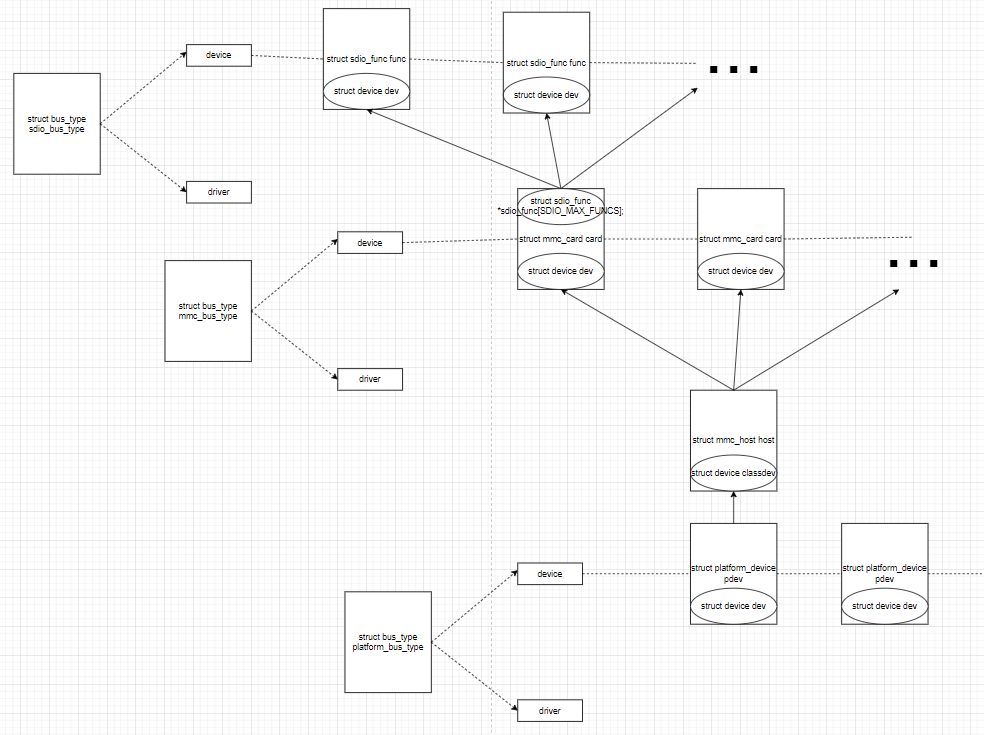 device
struct sdio_func func
struct device dev
struct sdio_func func
struct device dev
struct bus_type
sdio_bus_type
driver
struct sdio_func
*sdio_func[SDIO_MAX_FUNCS];
struct mmc_card card
struct device dev
struct mmc_card card
struct device dev
device
struct bus_type
mmc_bus_type
driver
struct mmc_host host
struct device classdev
device
struct platform_device
pdev
struct device dev
struct platform_device
pdev
struct device dev
struct bus_type
platform_bus_type
driver